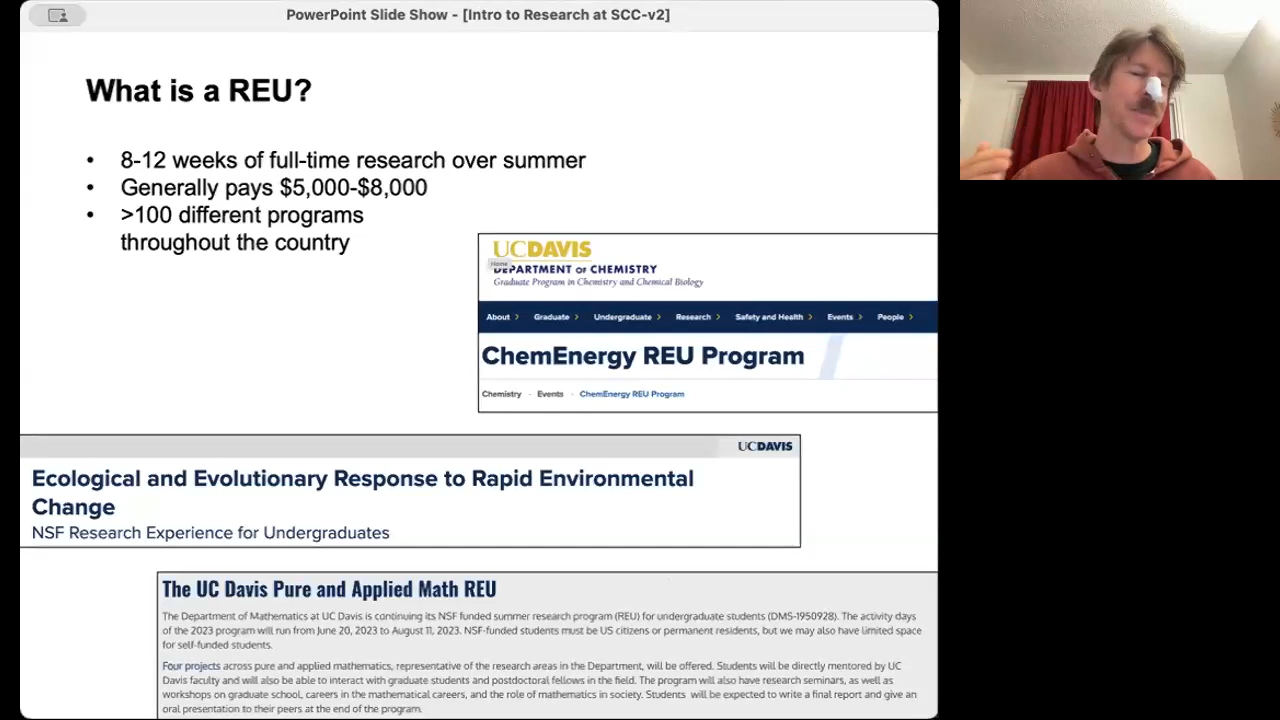 PowerPoint Slide Show - [Intro to Research at SCC-v2]
What is a REU?
• 8-12 weeks of full-time research over summer
• Generally pays $5,000-$8,000
• >100 different programs
throughout the country
UCDAVIS
Home
DEPARTMENT OF CHEMISTRY
Graduate Program in Chemistry and Chemical Biology
About > Graduate > Undergraduate > Research > Safety and Health > Events > People >
ChemEnergy REU Program
Chemistry · Events · ChemEnergy REU Program
UCDAVIS
Ecological and Evolutionary Response to Rapid Environmental
Change
NSF Research Experience for Undergraduates
The UC Davis Pure and Applied Math REU
The Department of Mathematics at UC Davis is continuing its NSF funded summer research program (REU) for undergraduate students (DMS-1950928). The activity days
of the 2023 program will run from June 20, 2023 to August 11, 2023. NSF-funded students must be US citizens or permanent residents, but we may also have limited space
for self-funded students.
Four projects across pure and applied mathematics, representative of the research areas in the Department, will be offered. Students will be directly mentored by UC
Davis faculty and will also be able to interact with graduate students and postdoctoral fellows in the field. The program will also have research seminars, as well as
workshops on graduate school, careers in the mathematical careers, and the role of mathematics in society. Students will be expected to write a final report and give an
oral presentation to their peers at the end of the program.